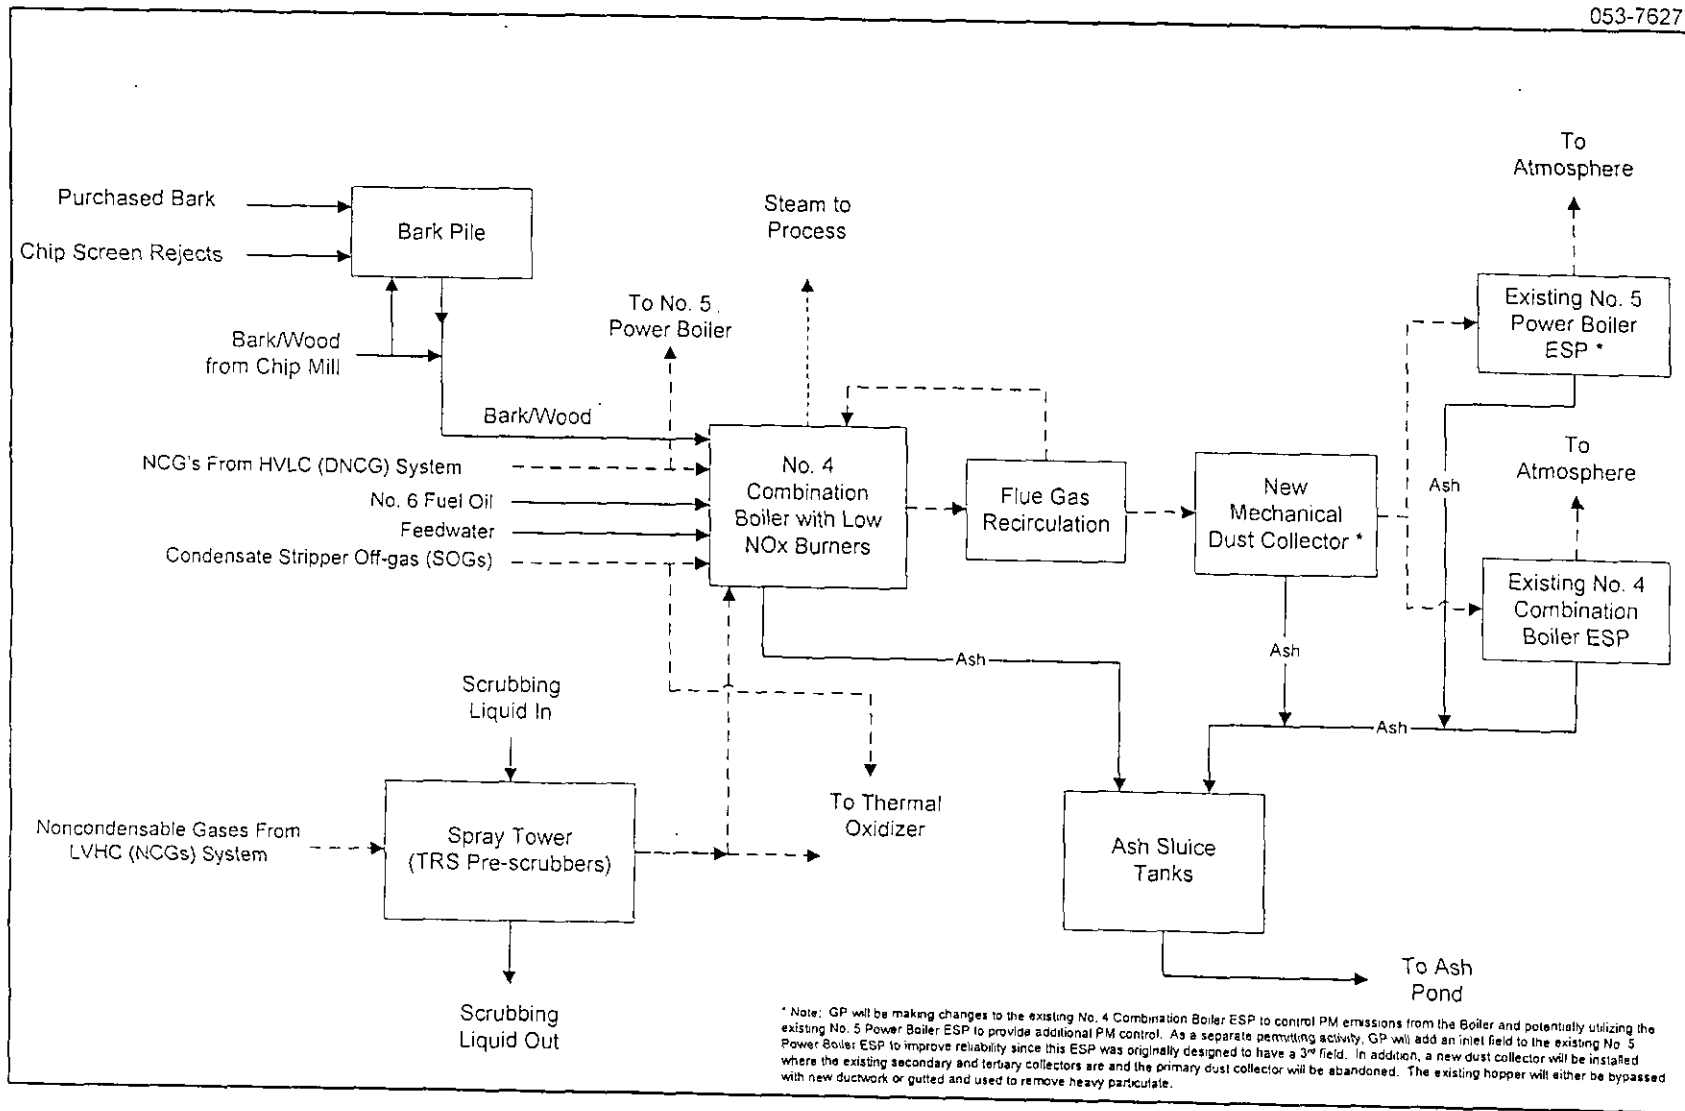 053-7627
To
Atmosphere
Purchased Bark
Chip Screen Rejects
Bark Pile
Steam to
Process
Bark/Wood
from Chip Mill
To No. 5
Power Boiler
Existing No. 5
Power Boiler
ESP *
Bark/Wood
NCG's From HVLC (DNCG) System
No. 6 Fuel Oil
Feedwater
Condensate Stripper Off-gas (SOGs)
No. 4
Combination
Boiler with Low
NOx Burners
Flue Gas
Recirculation
New
Mechanical
Dust Collector *
Ash
To
Atmosphere
Existing No. 4
Combination
Boiler ESP
Ash
Ash
Ash
Scrubbing
Liquid In
Noncondensable Gases From
LVHC (NCGs) System
Spray Tower
(TRS Pre-scrubbers)
To Thermal
Oxidizer
Ash Sluice
Tanks
Scrubbing
Liquid Out
To Ash
Pond
* Note: GP will be making changes to the existing No. 4 Combination Boiler ESP to control PM emissions from the Boiler and potentially utilizing the
existing No. 5 Power Boiler ESP to provide additional PM control. As a separate permitting activity, GP will add an inlet field to the existing No. 5
Power Boiler ESP to improve reliability since this ESP was originally designed to have a 3rd field. In addition, a new dust collector will be installed
where the existing secondary and tertiary collectors are and the primary dust collector will be abandoned. The existing hopper will either be bypassed
with new ductwork or gutted and used to remove heavy particulate.